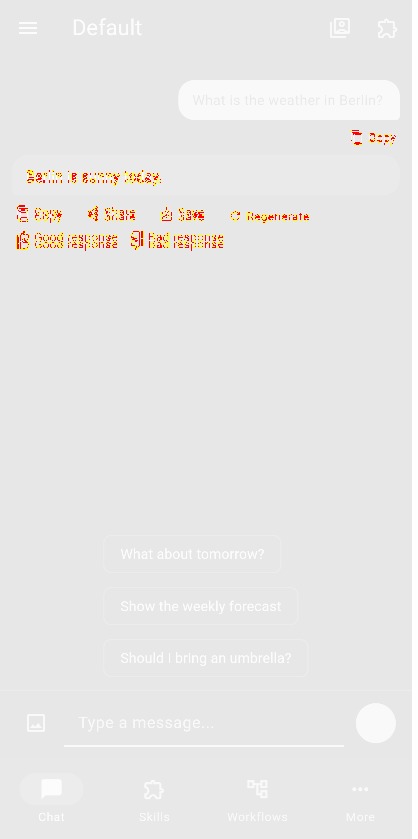 Default
What is the weather in Berlin?
Copy
Berlin is sunny today.
Copy Share Save Regenerate
Good response Bad response
What about tomorrow?
Show the weekly forecast
Should I bring an umbrella?
Type a message...
Chat Skills Workflows More